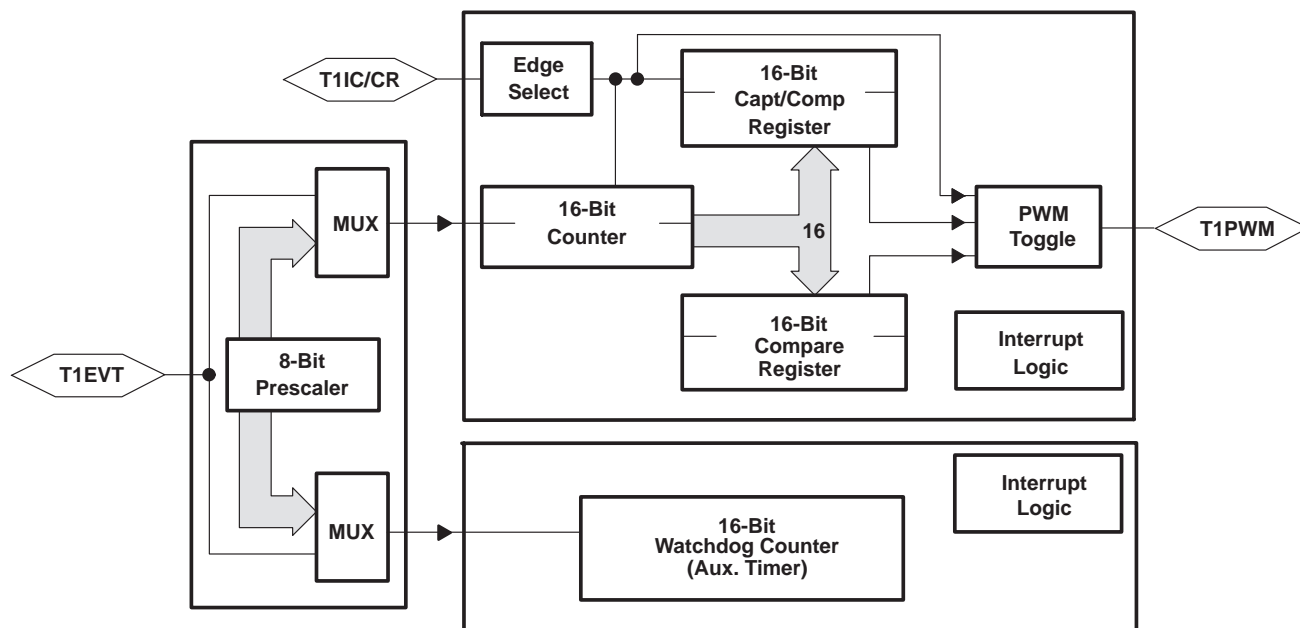 T1IC/CR
Edge
Select
16-Bit
Capt/Comp
Register
MUX
16-Bit
Counter
16
PWM
Toggle
T1PWM
8-Bit
Prescaler
T1EVT
16-Bit
Compare
Register
Interrupt
Logic
MUX
16-Bit
Watchdog Counter
(Aux. Timer)
Interrupt
Logic